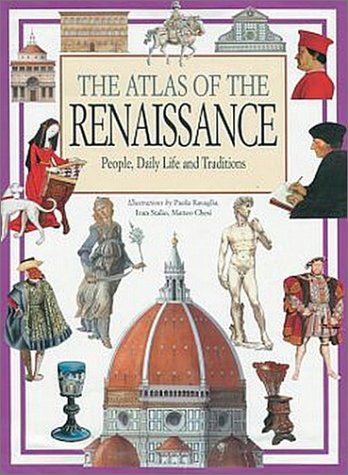 THE ATLAS OF THE
RENAISSANCE
People, Daily Life and Traditions
Illustrations by Paola Ravaglia,
Ivan Stalio, Matteo Chesi